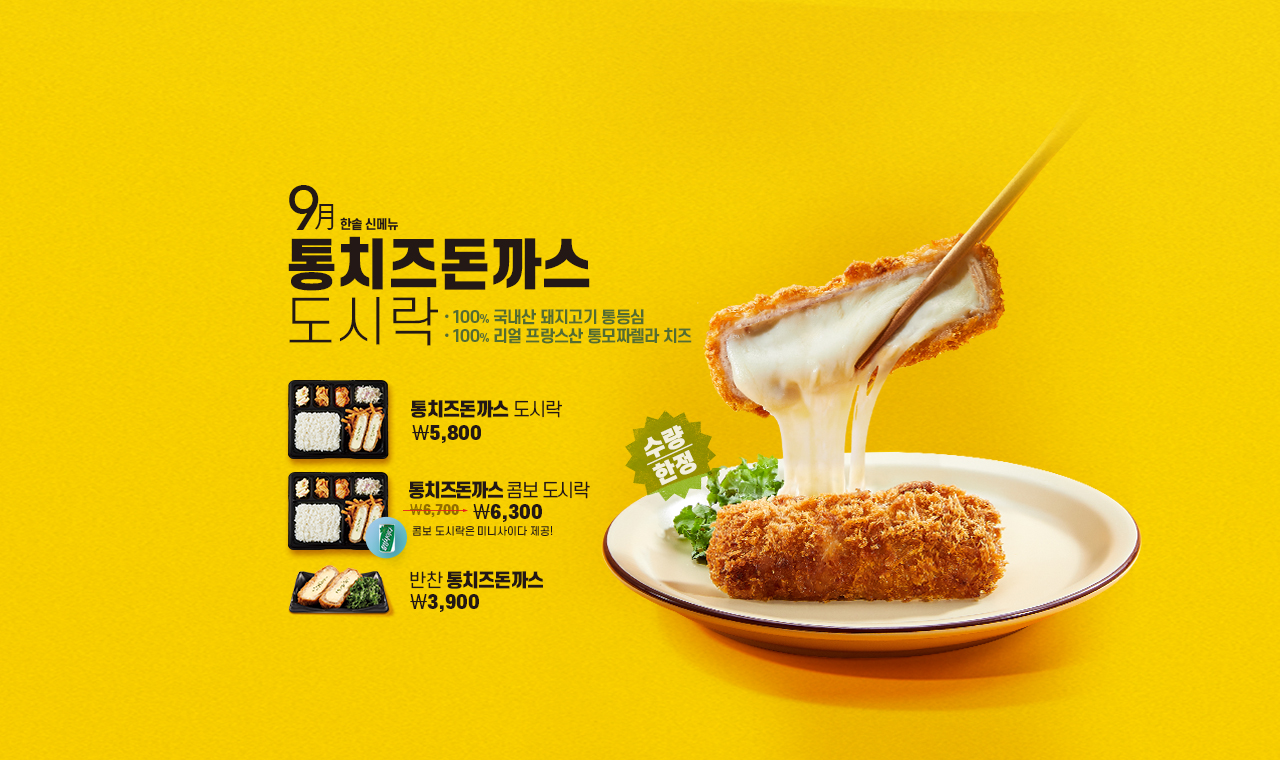 9月 한솥 신메뉴
통치즈돈까스
도시락
· 100% 국내산 돼지고기 통등심
· 100% 리얼 프랑스산 통모짜렐라 치즈
수량
한정
통치즈돈까스 도시락
₩5,800
통치즈돈까스 콤보 도시락
₩6,700 ₩6,300
콤보 도시락은 미니사이다 제공!
반찬 통치즈돈까스
₩3,900